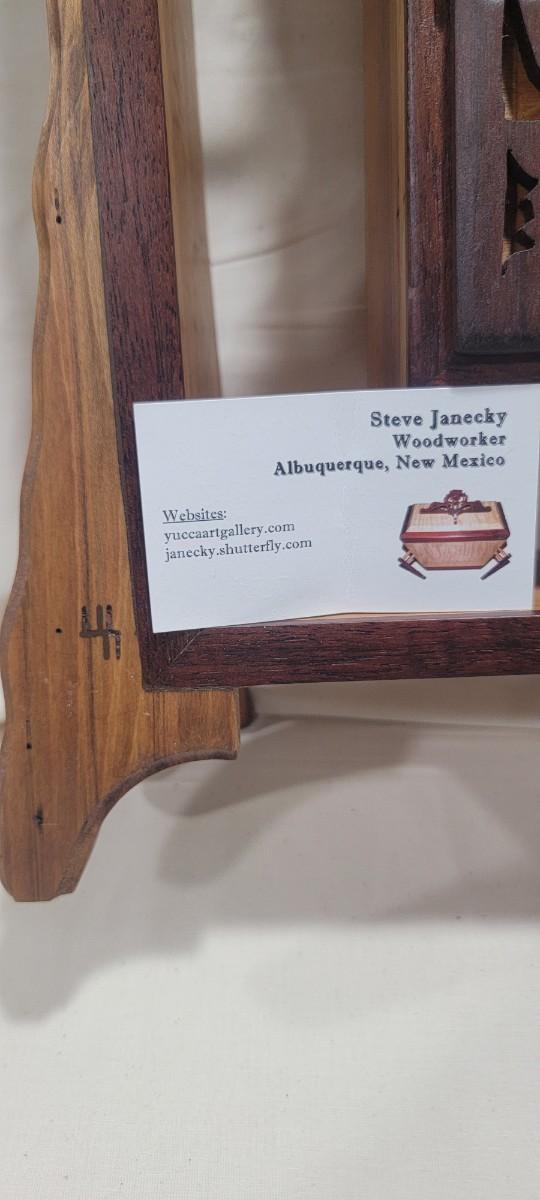 Steve Janecky
Woodworker
Albuquerque, New Mexico
Websites:
yuccaartgallery.com
janecky.shutterfly.com